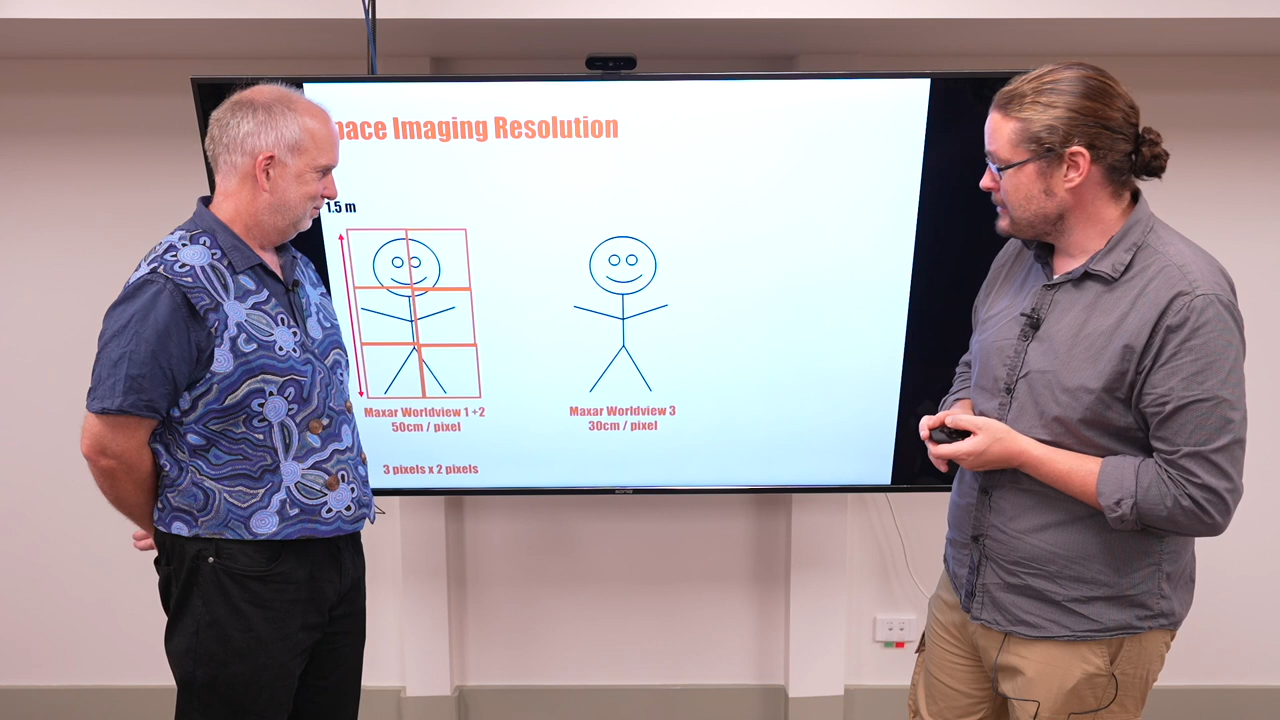 pace Imaging Resolution
1.5 m
Maxar Worldview 1 +2
50cm / pixel
3 pixels x 2 pixels
Maxar Worldview 3
30cm / pixel